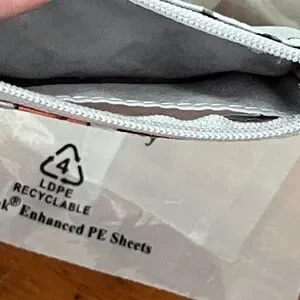 4
LDPE
RECYCLABLE
k® Enhanced PE Sheets